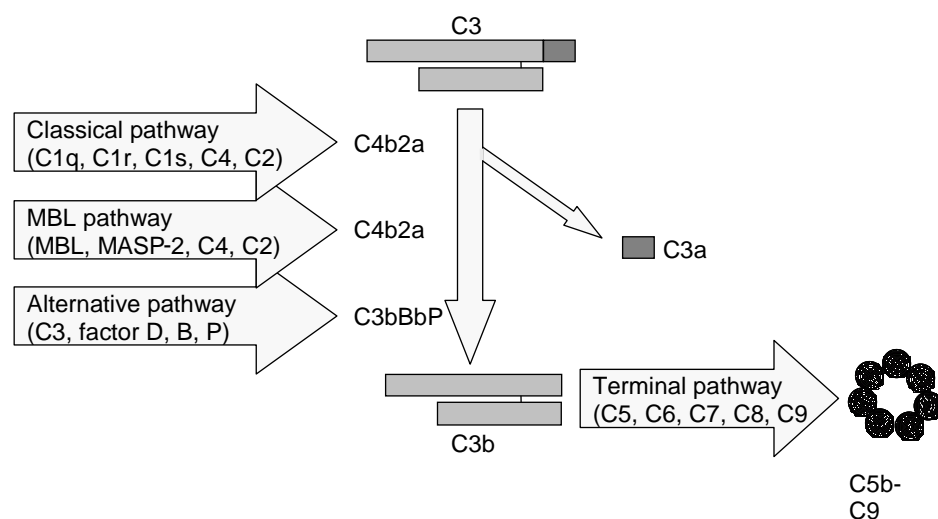 C3
Classical pathway
(C1q, C1r, C1s, C4, C2)
C4b2a
MBL pathway
(MBL, MASP-2, C4, C2)
C4b2a
C3a
Alternative pathway
(C3, factor D, B, P)
C3bBbP
Terminal pathway
(C5, C6, C7, C8, C9
C3b
C5b-
C9